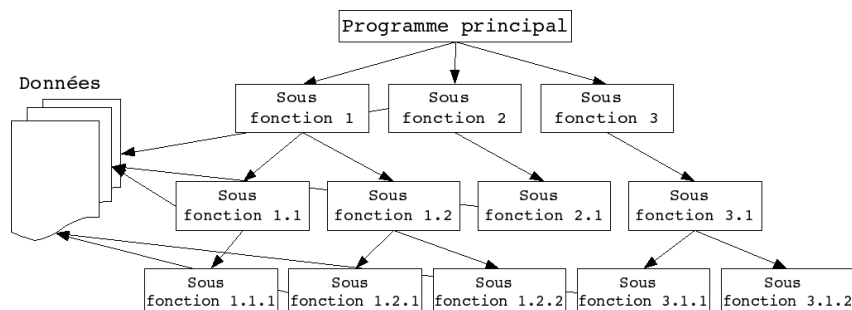 Programme principal
Données
Sous
fonction 1
Sous
fonction 2
Sous
fonction 3
Sous
fonction 1.1
Sous
fonction 1.2
Sous
fonction 2.1
Sous
fonction 3.1
Sous
fonction 1.1.1
Sous
fonction 1.2.1
Sous
fonction 1.2.2
Sous
fonction 3.1.1
Sous
fonction 3.1.2